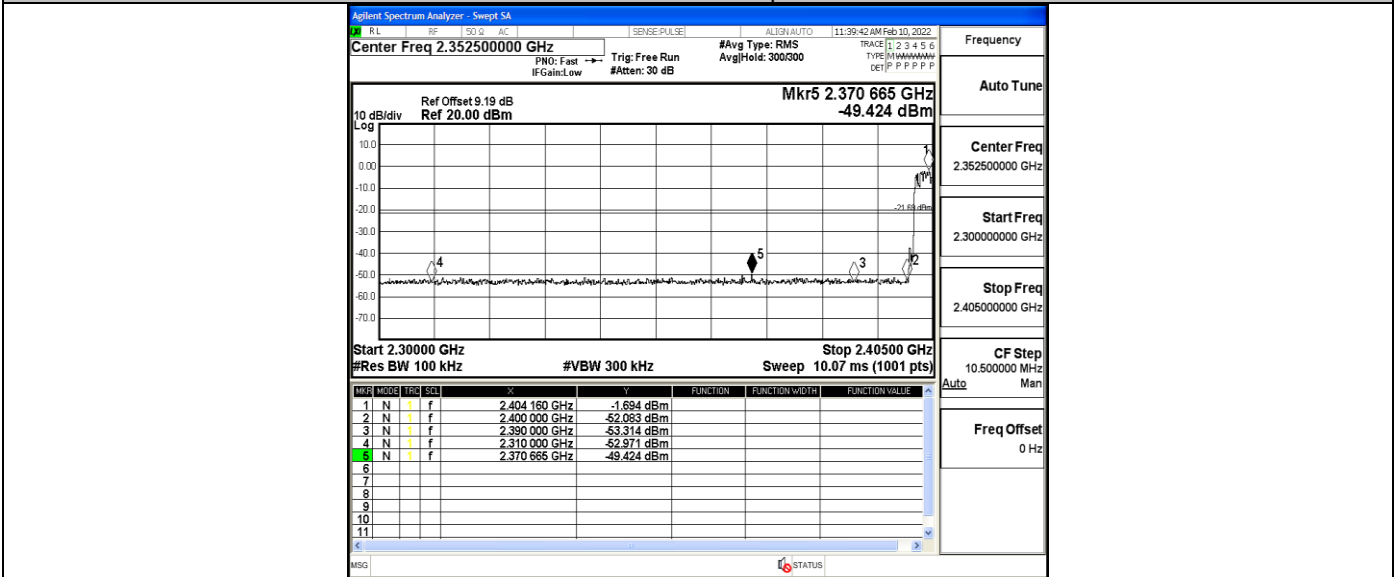 Agilent Spectrum Analyzer - Swept SA
LXI RL RF 50 Ω AC SENSE:PULSE ALIGNAUTO 11:39:42 AM Feb 10, 2022
Center Freq 2.352500000 GHz
PNO: Fast
IFGain:Low
Trig: Free Run
#Atten: 30 dB
#Avg Type: RMS
Avg|Hold: 300/300
TRACE 1 2 3 4 5 6
TYPE M WWWWW
DET P P P P P P
Frequency
Mkr5 2.370 665 GHz
-49.424 dBm
Ref Offset 9.19 dB
10 dB/div Ref 20.00 dBm
Log
10.0
0.00
-10.0
-20.0
-30.0
-40.0
-50.0
-60.0
-70.0
1
-21.69 dBm
4
5
3
2
Start 2.30000 GHz Stop 2.40500 GHz
#Res BW 100 kHz #VBW 300 kHz Sweep 10.07 ms (1001 pts)
MKR MODE TRC SCL X Y FUNCTION FUNCTION WIDTH FUNCTION VALUE
1 N 1 f 2.404 160 GHz -1.694 dBm
2 N 1 f 2.400 000 GHz -52.083 dBm
3 N 1 f 2.390 000 GHz -53.314 dBm
4 N 1 f 2.310 000 GHz -52.971 dBm
5 N 1 f 2.370 665 GHz -49.424 dBm
6
7
8
9
10
11
MSG STATUS
Auto Tune
Center Freq
2.352500000 GHz
Start Freq
2.300000000 GHz
Stop Freq
2.405000000 GHz
CF Step
10.500000 MHz
Auto Man
Freq Offset
0 Hz